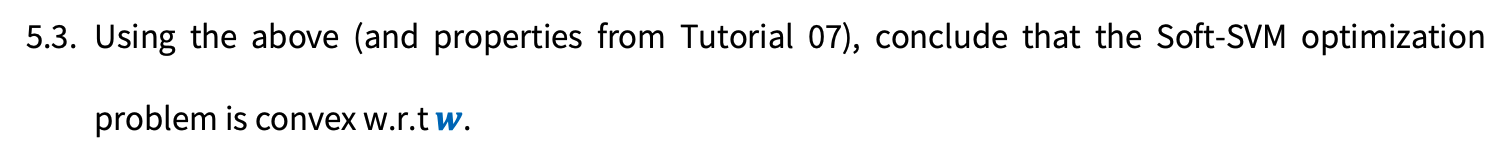 5.3. Using the above (and properties from Tutorial 07), conclude that the Soft-SVM optimization
problem is convex w.r.t w.